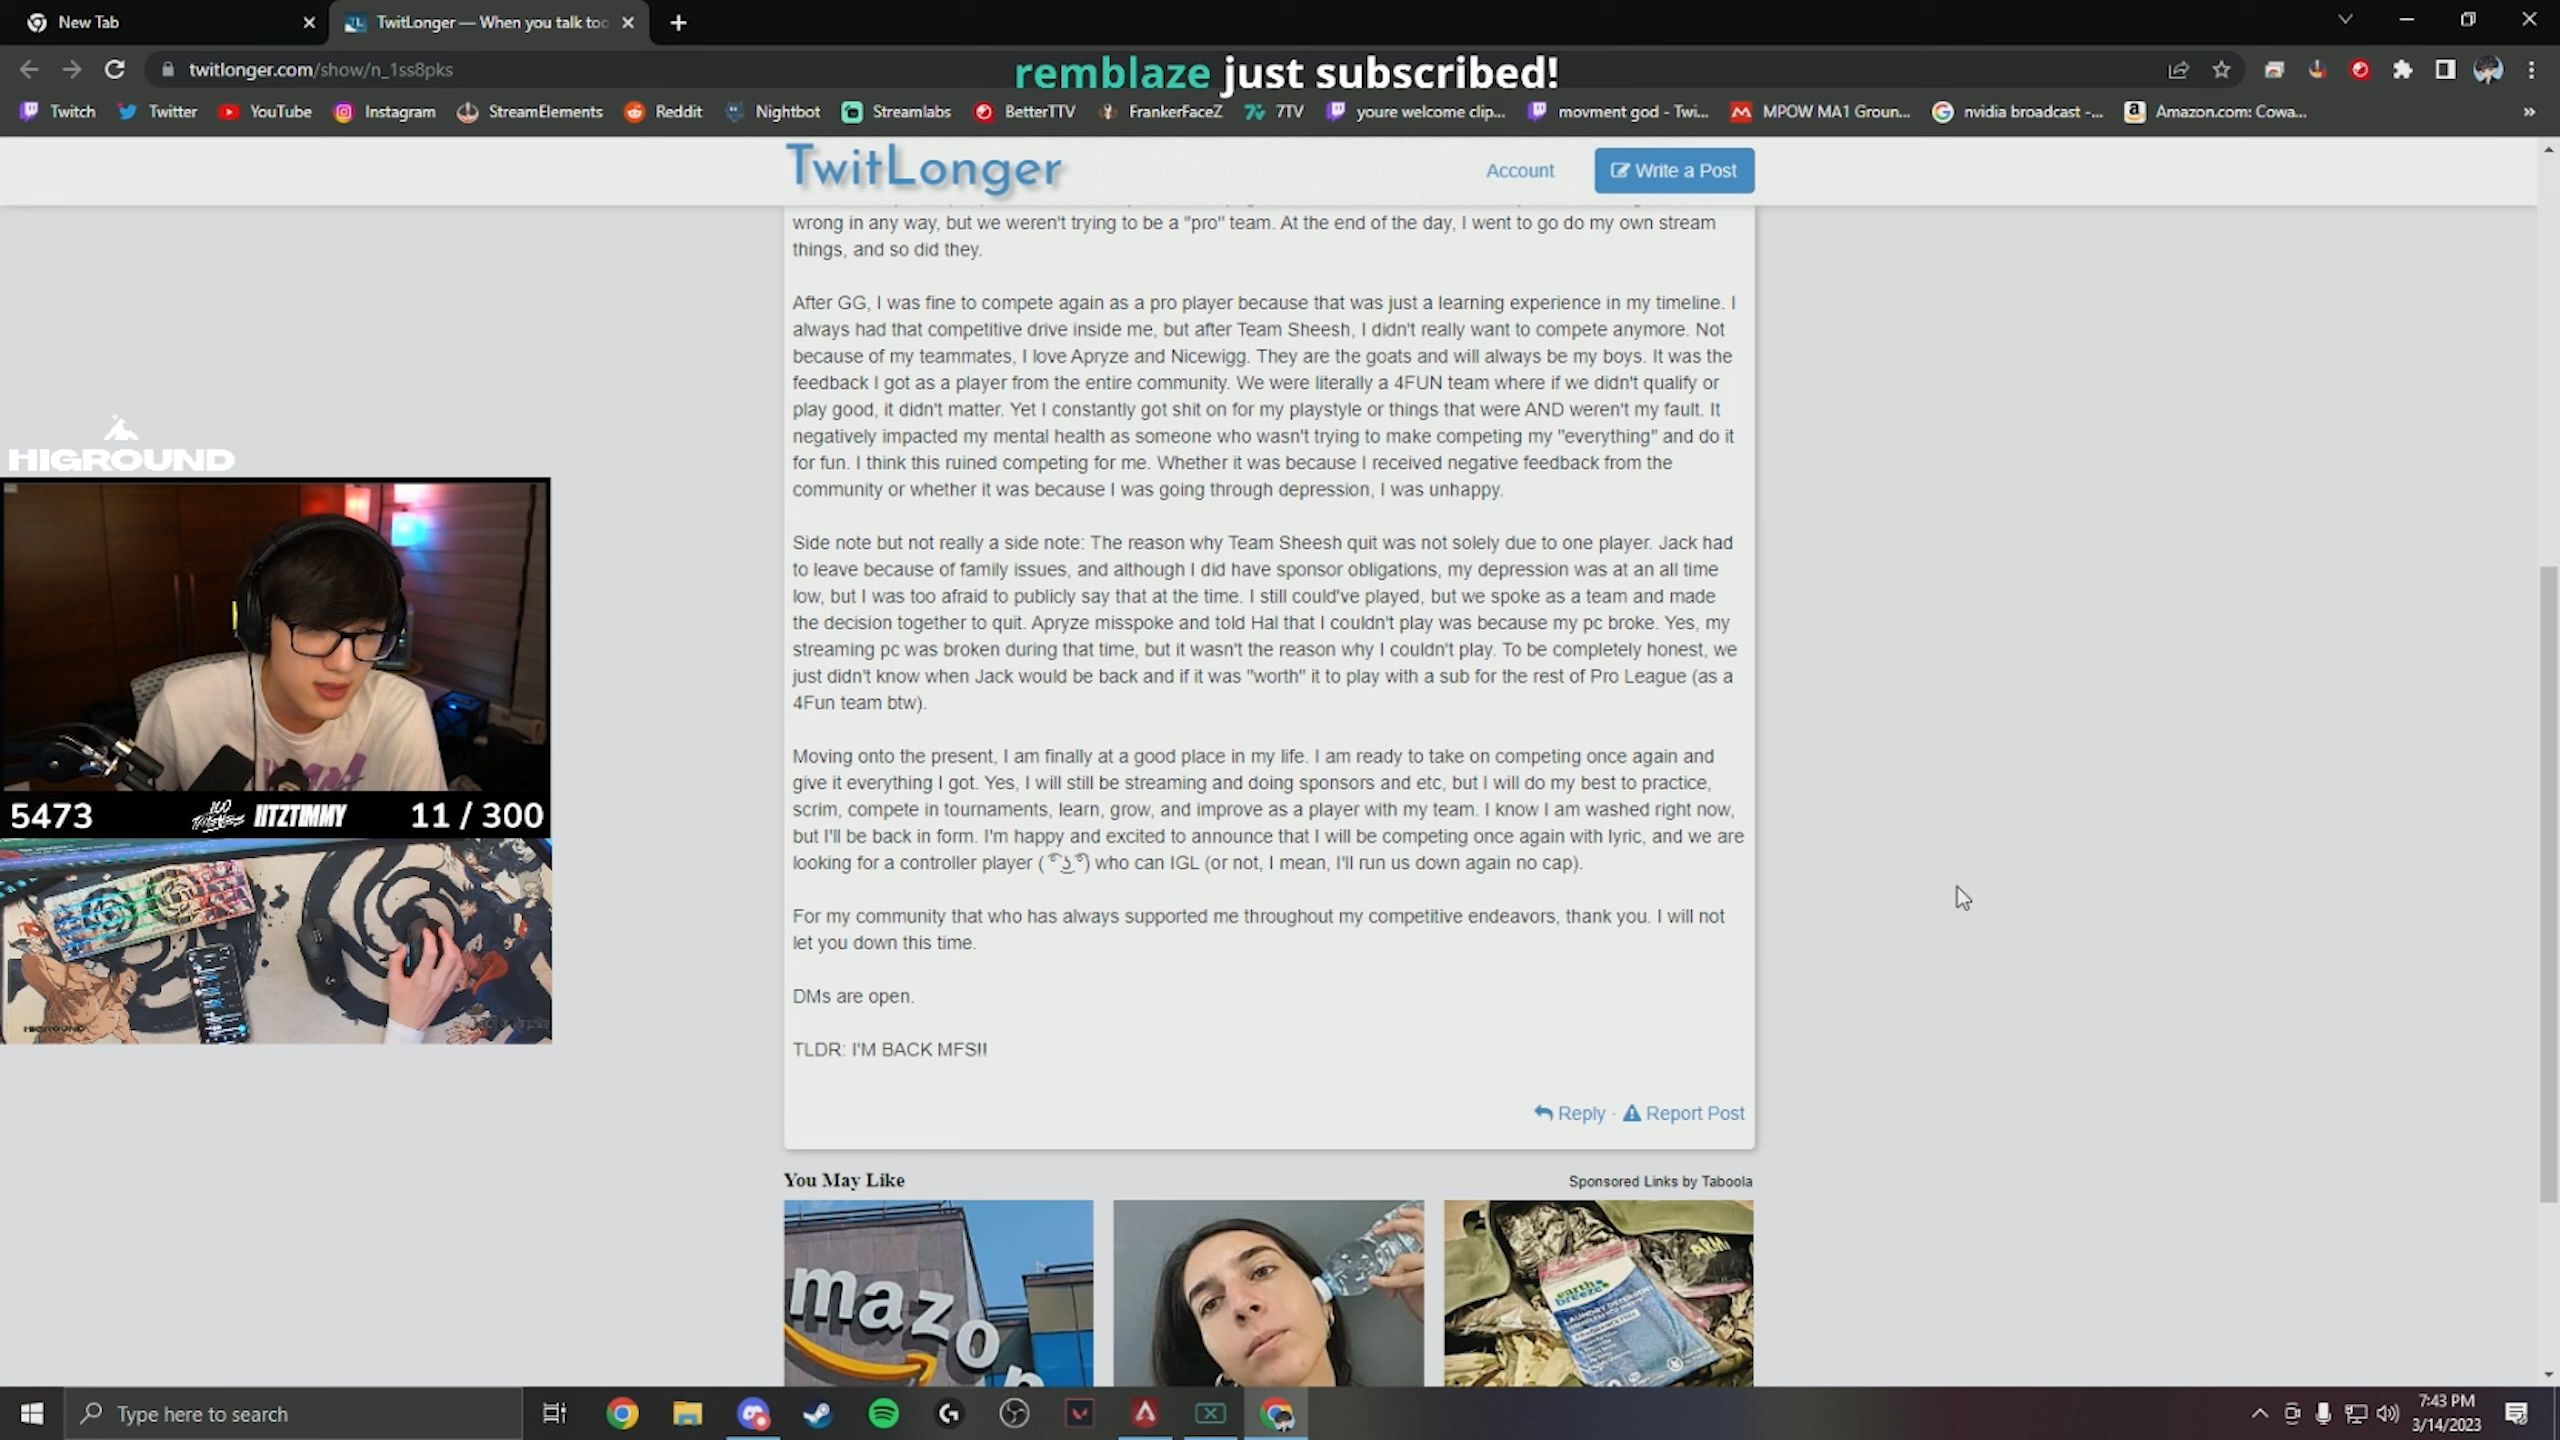 New Tab
TwitLonger — When you talk too
twitlonger.com/show/n_1ss8pks
remblaze just subscribed!
Twitch
Twitter
YouTube
Instagram
StreamElements
Reddit
Nightbot
Streamlabs
BetterTTV
FrankerFaceZ
7TV
youre welcome clip...
movment god - Twi...
MPOW MA1 Groun...
nvidia broadcast -...
Amazon.com: Cowa...
TwitLonger
Account
Write a Post
wrong in any way, but we weren't trying to be a "pro" team. At the end of the day, I went to go do my own stream
things, and so did they.
After GG, I was fine to compete again as a pro player because that was just a learning experience in my timeline. I
always had that competitive drive inside me, but after Team Sheesh, I didn't really want to compete anymore. Not
because of my teammates, I love Apryze and Nicewigg. They are the goats and will always be my boys. It was the
feedback I got as a player from the entire community. We were literally a 4FUN team where if we didn't qualify or
play good, it didn't matter. Yet I constantly got shit on for my playstyle or things that were AND weren't my fault. It
negatively impacted my mental health as someone who wasn't trying to make competing my "everything" and do it
for fun. I think this ruined competing for me. Whether it was because I received negative feedback from the
community or whether it was because I was going through depression, I was unhappy.
Side note but not really a side note: The reason why Team Sheesh quit was not solely due to one player. Jack had
to leave because of family issues, and although I did have sponsor obligations, my depression was at an all time
low, but I was too afraid to publicly say that at the time. I still could've played, but we spoke as a team and made
the decision together to quit. Apryze misspoke and told Hal that I couldn't play was because my pc broke. Yes, my
streaming pc was broken during that time, but it wasn't the reason why I couldn't play. To be completely honest, we
just didn't know when Jack would be back and if it was "worth" it to play with a sub for the rest of Pro League (as a
4Fun team btw).
Moving onto the present, I am finally at a good place in my life. I am ready to take on competing once again and
give it everything I got. Yes, I will still be streaming and doing sponsors and etc, but I will do my best to practice,
scrim, compete in tournaments, learn, grow, and improve as a player with my team. I know I am washed right now,
but I'll be back in form. I'm happy and excited to announce that I will be competing once again with lyric, and we are
looking for a controller player ( ͡° ͜ʖ ͡°) who can IGL (or not, I mean, I'll run us down again no cap).
For my community that who has always supported me throughout my competitive endeavors, thank you. I will not
let you down this time.
DMs are open.
TLDR: I'M BACK MFS!!
Reply · Report Post
You May Like
Sponsored Links by Taboola
HIGROUND
5473
100 Thieves
IITZTIMMY
11 / 300
HIGROUND
mazon
ARMY
earth breeze
LAUNDRY DETERGENT
FRAGRANCE FREE
Type here to search
7:43 PM
3/14/2023